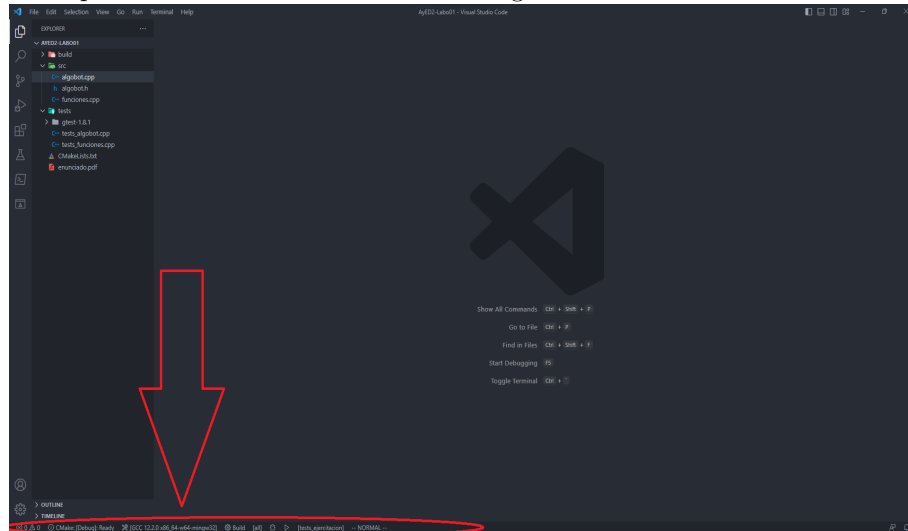 File Edit Selection View Go Run Terminal Help
AyED2-Labo01 - Visual Studio Code
EXPLORER
AYED2-LABO01
build
src
algobot.cpp
algobot.h
funciones.cpp
tests
gtest-1.8.1
tests_algobot.cpp
tests_funciones.cpp
CMakeLists.txt
enunciado.pdf
Show All Commands Ctrl + Shift + P
Go to File Ctrl + P
Find in Files Ctrl + Shift + F
Start Debugging F5
Toggle Terminal Ctrl + `
OUTLINE
TIMELINE
0 0 CMake: [Debug]: Ready [GCC 12.2.0 x86_64-w64-mingw32] Build [all] [tests_ejercitacion] -- NORMAL --